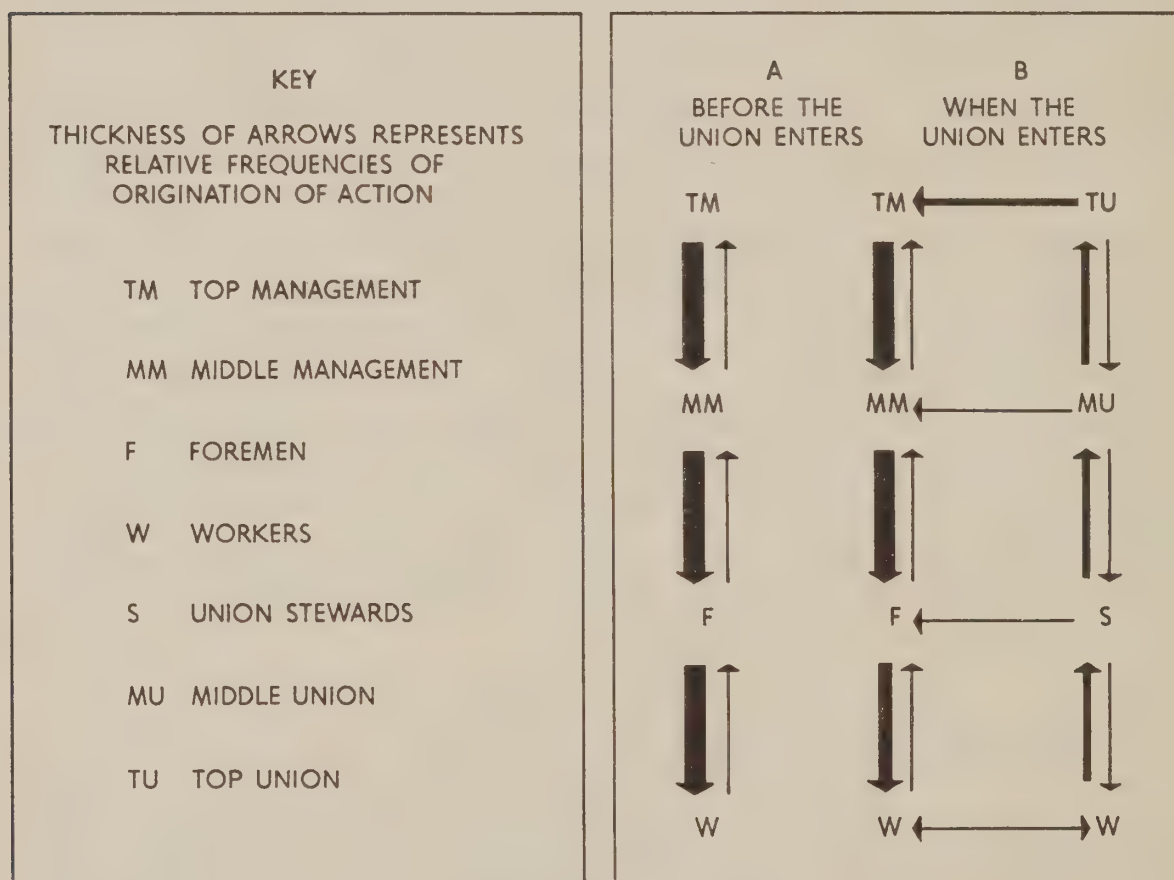 KEY
THICKNESS OF ARROWS REPRESENTS
RELATIVE FREQUENCIES OF
ORIGINATION OF ACTION
TM TOP MANAGEMENT
MM MIDDLE MANAGEMENT
F FOREMEN
W WORKERS
S UNION STEWARDS
MU MIDDLE UNION
TU TOP UNION
A B
BEFORE THE WHEN THE
UNION ENTERS UNION ENTERS
TM TM TU
MM MM MU
F F S
W W W